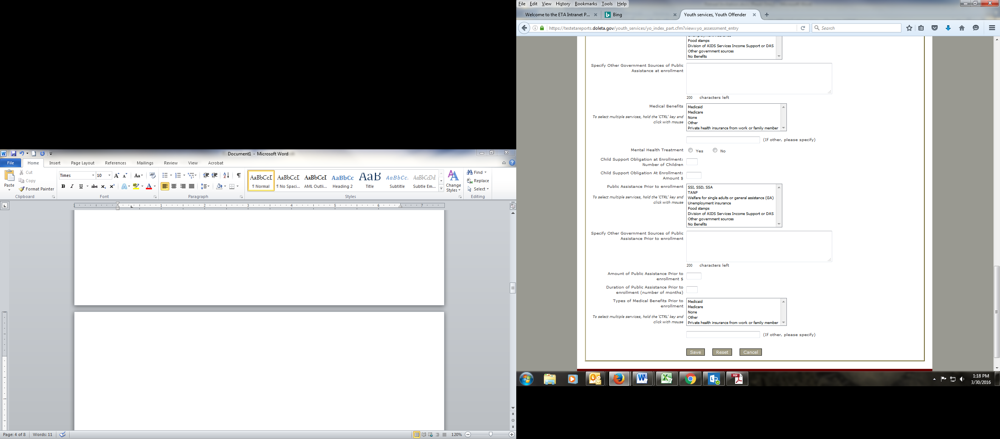 Document1 - Microsoft Word
File Home Insert Page Layout References Mailings Review View Acrobat
Paste
Cut
Copy
Format Painter
Clipboard
Times 10
Font
Paragraph
AaBbCcI AaBbCcI AaBbCcI AaBbCc AaB AaBbCc. AaBbCcDd
¶ Normal ¶ No Spaci... AML Outli... Heading 2 Title Subtitle Subtle Em...
Change Styles
Styles
Find
Replace
Select
Editing
1 1 2 3 4 5 6 7
Page: 4 of 8 Words: 11 120%
File Edit View History Bookmarks Tools Help
Welcome to the ETA Intranet P... Bing Youth services, Youth Offender
https://testetareports.doleta.gov/youth_services/yo_index_part.cfm?view=yo_assessment_entry Search
Food stamps
Division of AIDS Services Income Support or DAS
Other government sources
No Benefits
Specify Other Government Sources of Public
Assistance at enrollment
200 characters left
Medical Benefits
To select multiple services, hold the 'CTRL' key and
click with mouse
Medicaid
Medicare
None
Other
Private health insurance from work or family member
(If other, please specify)
Mental Health Treatment Yes No
Child Support Obligation at Enrollment:
Number of Children
Child Support Obligation At Enrollment:
Amount $
Public Assistance Prior to enrollment
To select multiple services, hold the 'CTRL' key and
click with mouse
SSI, SSD, SSA
TANF
Welfare for single adults or general assistance (GA)
Unemployment insurance
Food stamps
Division of AIDS Services Income Support or DAS
Other government sources
No Benefits
Specify Other Government Sources of Public
Assistance Prior to enrollment
200 characters left
Amount of Public Assistance Prior to
enrollment $
Duration of Public Assistance Prior to
enrollment (number of months)
Types of Medical Benefits Prior to
enrollment
To select multiple services, hold the 'CTRL' key and
click with mouse
Medicaid
Medicare
None
Other
Private health insurance from work or family member
(If other, please specify)
Save Reset Cancel
1:18 PM
3/30/2016